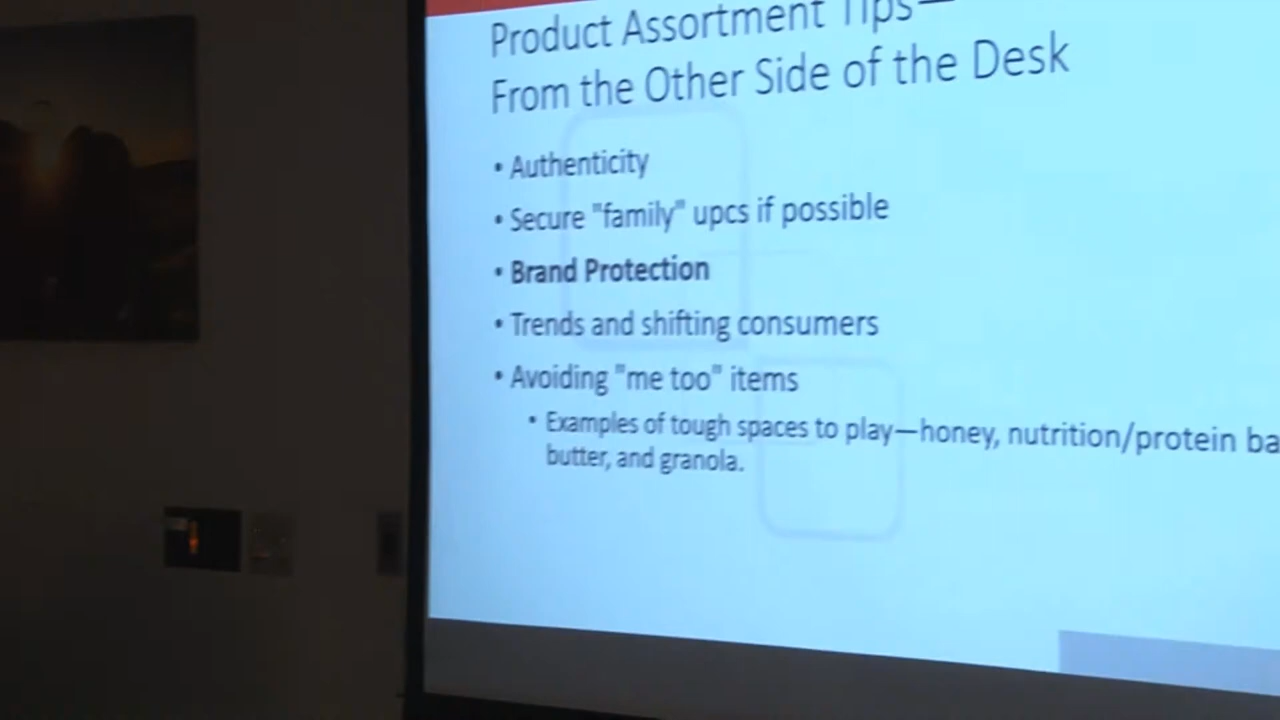 Product Assortment Tips—
From the Other Side of the Desk
• Authenticity
• Secure "family" upcs if possible
• Brand Protection
• Trends and shifting consumers
• Avoiding "me too" items
• Examples of tough spaces to play—honey, nutrition/protein
butter, and granola.